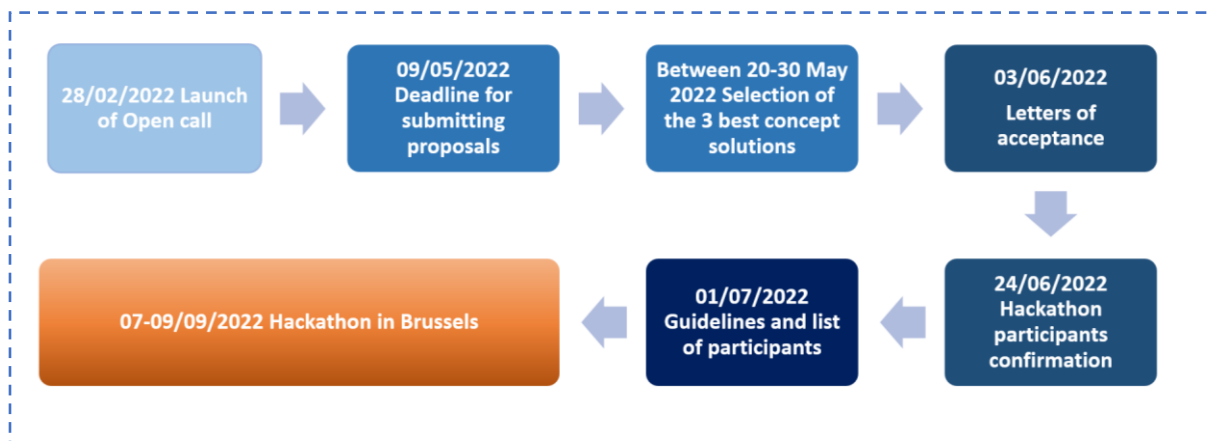 28/02/2022 Launch
of Open call
09/05/2022
Deadline for
submitting
proposals
Between 20-30 May
2022 Selection of
the 3 best concept
solutions
03/06/2022
Letters of
acceptance
24/06/2022
Hackathon
participants
confirmation
01/07/2022
Guidelines and list
of participants
07-09/09/2022 Hackathon in Brussels